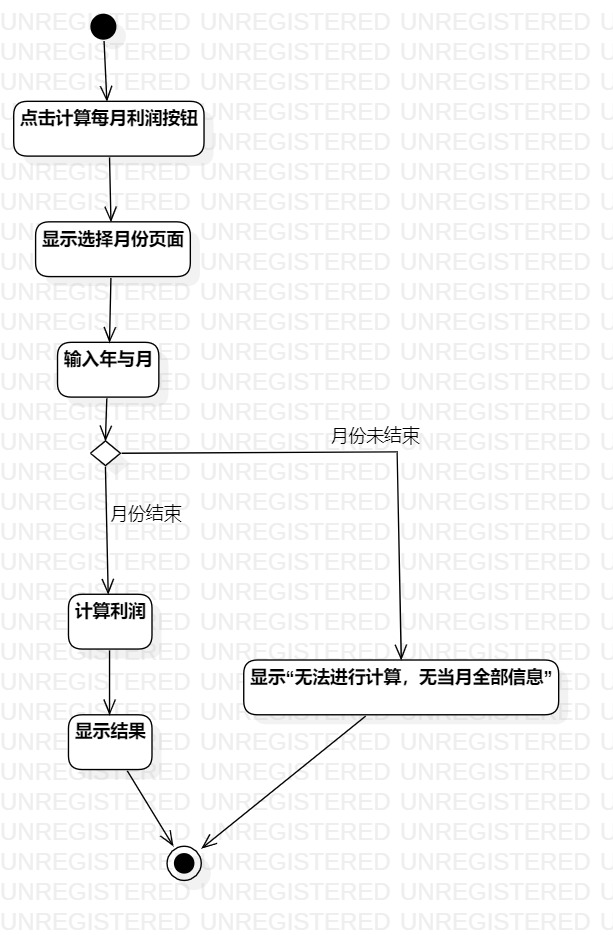 点击计算每月利润按钮
显示选择月份页面
输入年与月
月份未结束
月份结束
计算利润
显示“无法进行计算，无当月全部信息”
显示结果
UNREGISTERED